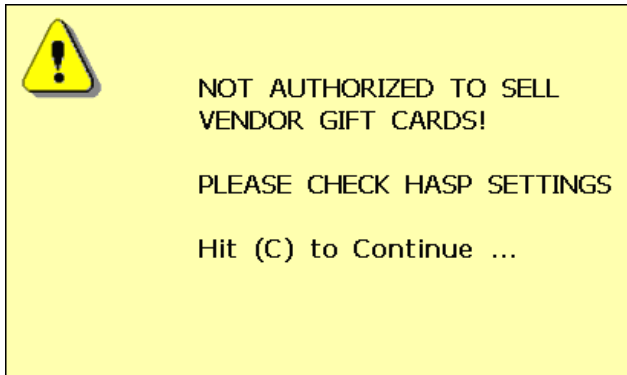 NOT AUTHORIZED TO SELL
VENDOR GIFT CARDS!
PLEASE CHECK HASP SETTINGS
Hit (C) to Continue ...